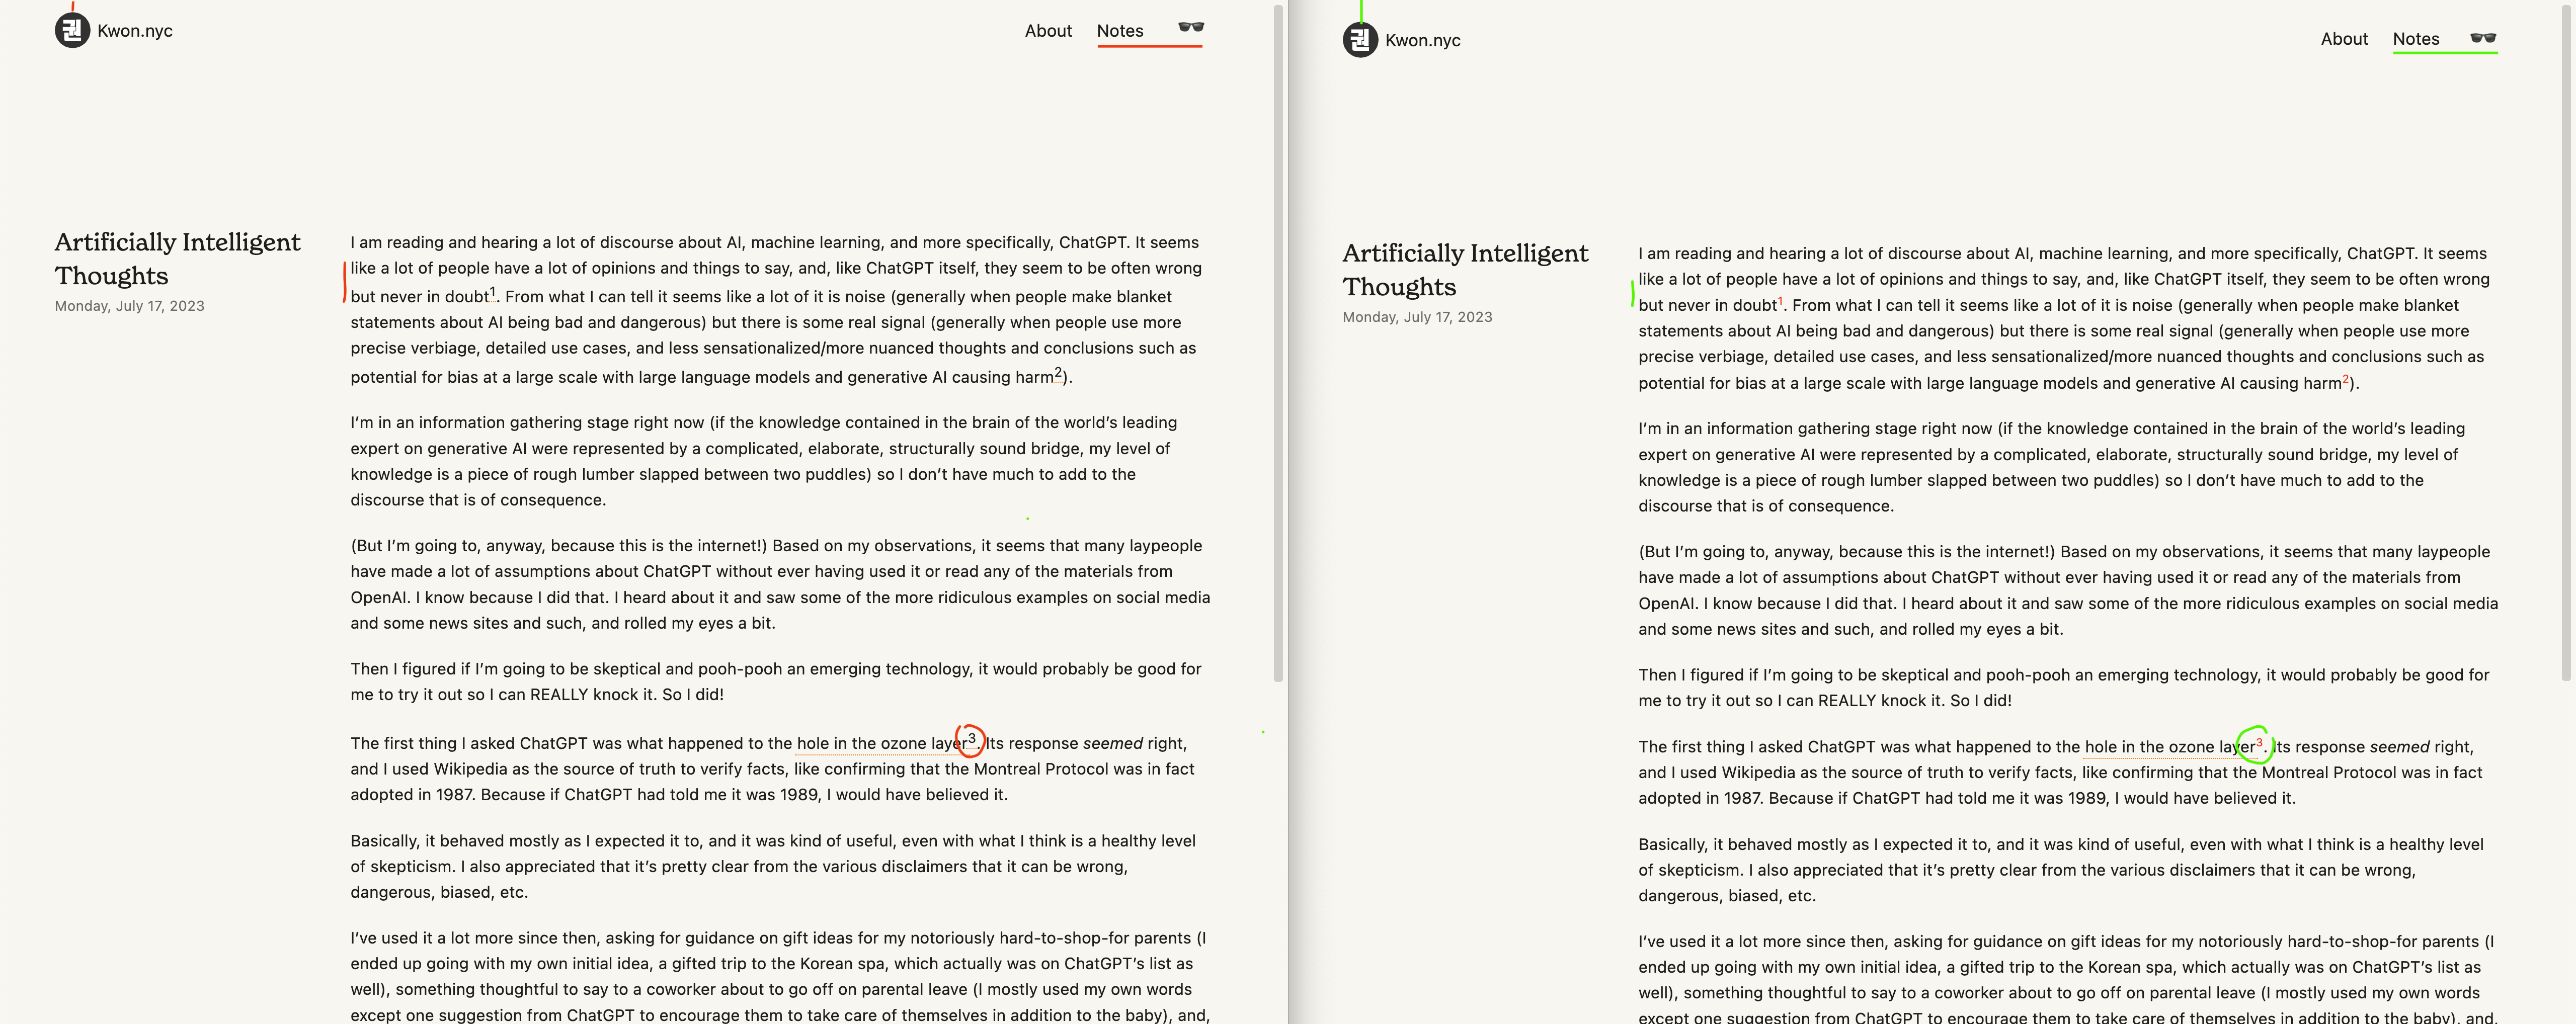 권 Kwon.nyc
About Notes
Artificially Intelligent
Thoughts
Monday, July 17, 2023
I am reading and hearing a lot of discourse about AI, machine learning, and more specifically, ChatGPT. It seems
like a lot of people have a lot of opinions and things to say, and, like ChatGPT itself, they seem to be often wrong
but never in doubt1. From what I can tell it seems like a lot of it is noise (generally when people make blanket
statements about AI being bad and dangerous) but there is some real signal (generally when people use more
precise verbiage, detailed use cases, and less sensationalized/more nuanced thoughts and conclusions such as
potential for bias at a large scale with large language models and generative AI causing harm2).
I’m in an information gathering stage right now (if the knowledge contained in the brain of the world’s leading
expert on generative AI were represented by a complicated, elaborate, structurally sound bridge, my level of
knowledge is a piece of rough lumber slapped between two puddles) so I don’t have much to add to the
discourse that is of consequence.
(But I’m going to, anyway, because this is the internet!) Based on my observations, it seems that many laypeople
have made a lot of assumptions about ChatGPT without ever having used it or read any of the materials from
OpenAI. I know because I did that. I heard about it and saw some of the more ridiculous examples on social media
and some news sites and such, and rolled my eyes a bit.
Then I figured if I’m going to be skeptical and pooh-pooh an emerging technology, it would probably be good for
me to try it out so I can REALLY knock it. So I did!
The first thing I asked ChatGPT was what happened to the hole in the ozone layer3. Its response seemed right,
and I used Wikipedia as the source of truth to verify facts, like confirming that the Montreal Protocol was in fact
adopted in 1987. Because if ChatGPT had told me it was 1989, I would have believed it.
Basically, it behaved mostly as I expected it to, and it was kind of useful, even with what I think is a healthy level
of skepticism. I also appreciated that it’s pretty clear from the various disclaimers that it can be wrong,
dangerous, biased, etc.
I’ve used it a lot more since then, asking for guidance on gift ideas for my notoriously hard-to-shop-for parents (I
ended up going with my own initial idea, a gifted trip to the Korean spa, which actually was on ChatGPT’s list as
well), something thoughtful to say to a coworker about to go off on parental leave (I mostly used my own words
except one suggestion from ChatGPT to encourage them to take care of themselves in addition to the baby), and,
권 Kwon.nyc
About Notes
Artificially Intelligent
Thoughts
Monday, July 17, 2023
I am reading and hearing a lot of discourse about AI, machine learning, and more specifically, ChatGPT. It seems
like a lot of people have a lot of opinions and things to say, and, like ChatGPT itself, they seem to be often wrong
but never in doubt1. From what I can tell it seems like a lot of it is noise (generally when people make blanket
statements about AI being bad and dangerous) but there is some real signal (generally when people use more
precise verbiage, detailed use cases, and less sensationalized/more nuanced thoughts and conclusions such as
potential for bias at a large scale with large language models and generative AI causing harm2).
I’m in an information gathering stage right now (if the knowledge contained in the brain of the world’s leading
expert on generative AI were represented by a complicated, elaborate, structurally sound bridge, my level of
knowledge is a piece of rough lumber slapped between two puddles) so I don’t have much to add to the
discourse that is of consequence.
(But I’m going to, anyway, because this is the internet!) Based on my observations, it seems that many laypeople
have made a lot of assumptions about ChatGPT without ever having used it or read any of the materials from
OpenAI. I know because I did that. I heard about it and saw some of the more ridiculous examples on social media
and some news sites and such, and rolled my eyes a bit.
Then I figured if I’m going to be skeptical and pooh-pooh an emerging technology, it would probably be good for
me to try it out so I can REALLY knock it. So I did!
The first thing I asked ChatGPT was what happened to the hole in the ozone layer3. Its response seemed right,
and I used Wikipedia as the source of truth to verify facts, like confirming that the Montreal Protocol was in fact
adopted in 1987. Because if ChatGPT had told me it was 1989, I would have believed it.
Basically, it behaved mostly as I expected it to, and it was kind of useful, even with what I think is a healthy level
of skepticism. I also appreciated that it’s pretty clear from the various disclaimers that it can be wrong,
dangerous, biased, etc.
I’ve used it a lot more since then, asking for guidance on gift ideas for my notoriously hard-to-shop-for parents (I
ended up going with my own initial idea, a gifted trip to the Korean spa, which actually was on ChatGPT’s list as
well), something thoughtful to say to a coworker about to go off on parental leave (I mostly used my own words
except one suggestion from ChatGPT to encourage them to take care of themselves in addition to the baby), and,